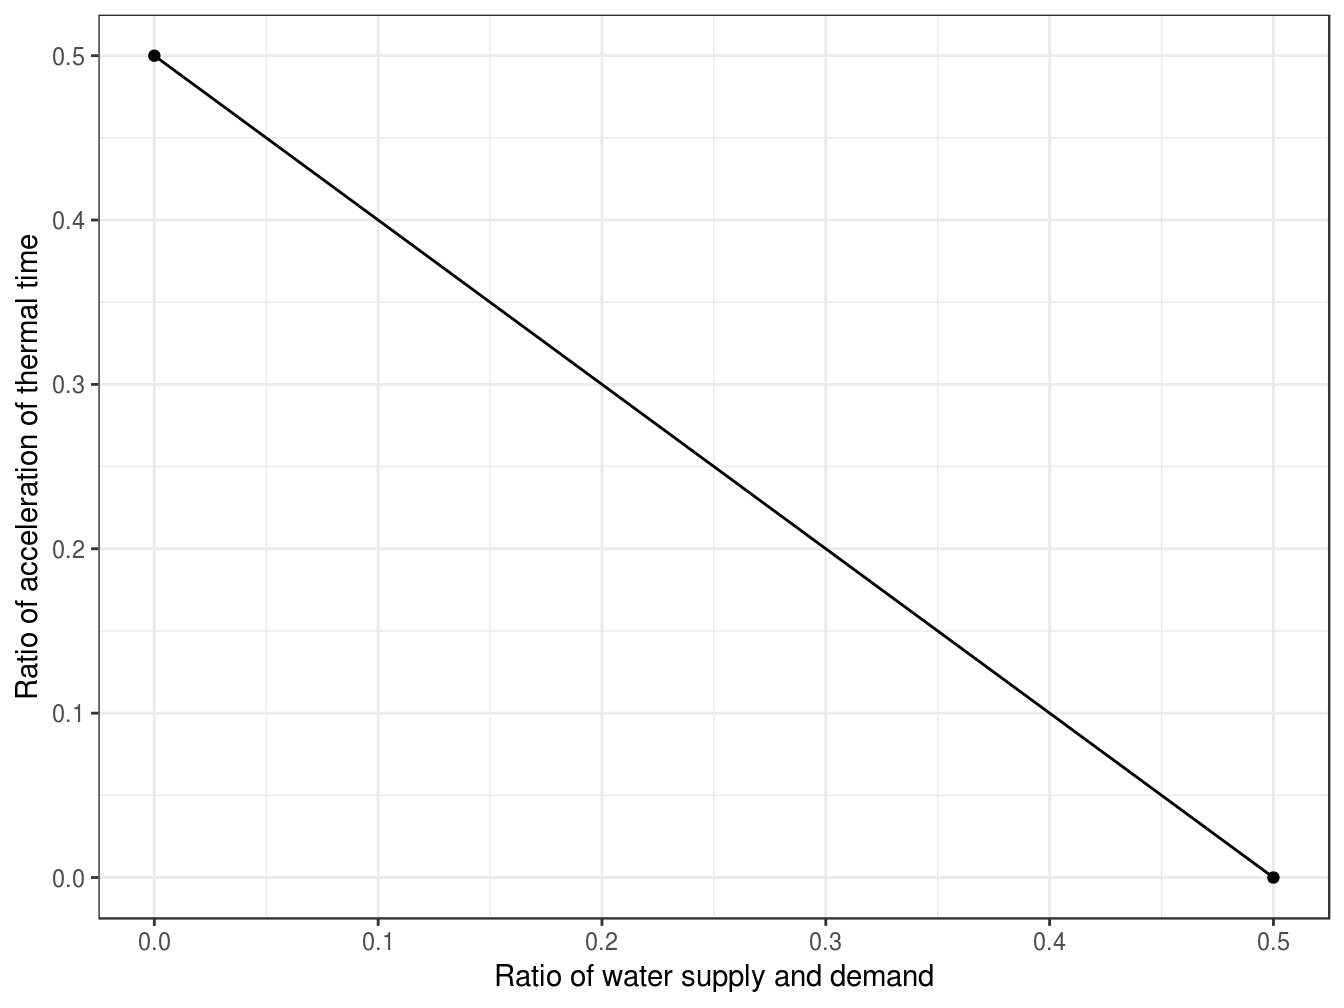 Ratio of acceleration of thermal time
0.5
0.4
0.3
0.2
0.1
0.0
0.0 0.1 0.2 0.3 0.4 0.5
Ratio of water supply and demand